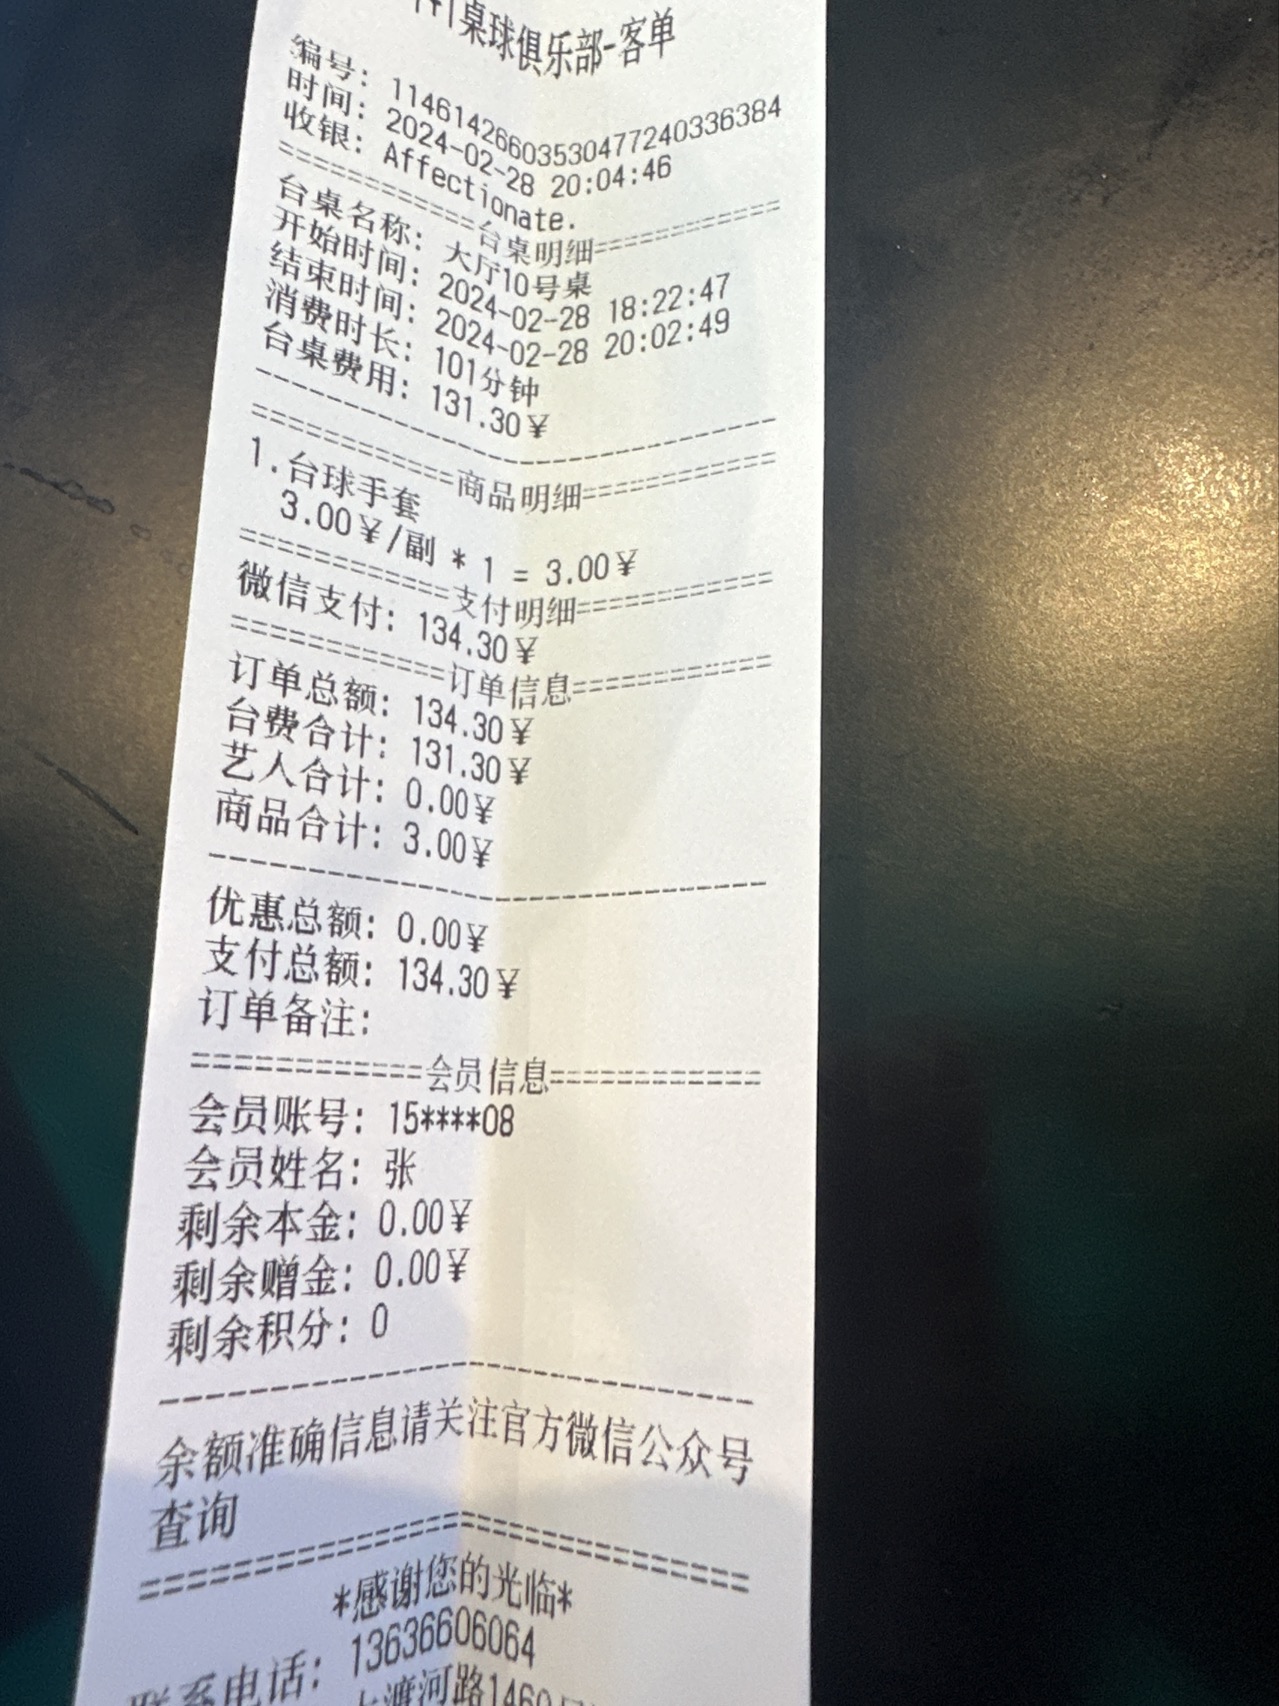 桌球俱乐部-客单
编号: 1146142660353047724033​6384
时间: 2024-02-28 20:04:46
收银: Affectionate.
==========台桌明细==========
台桌名称: 大厅10号桌
开始时间: 2024-02-28 18:22:47
结束时间: 2024-02-28 20:02:49
消费时长: 101分钟
台桌费用: 131.30¥
==========商品明细==========
1.台球手套
3.00¥/副 * 1 = 3.00¥
==========支付明细==========
微信支付: 134.30¥
==========订单信息==========
订单总额: 134.30¥
台费合计: 131.30¥
艺人合计: 0.00¥
商品合计: 3.00¥
优惠总额: 0.00¥
支付总额: 134.30¥
订单备注:
==========会员信息==========
会员账号: 15****08
会员姓名: 张
剩余本金: 0.00¥
剩余赠金: 0.00¥
剩余积分: 0
余额准确信息请关注官方微信公众号
查询
*感谢您的光临*
联系电话: 13636606064
大渡河路1460